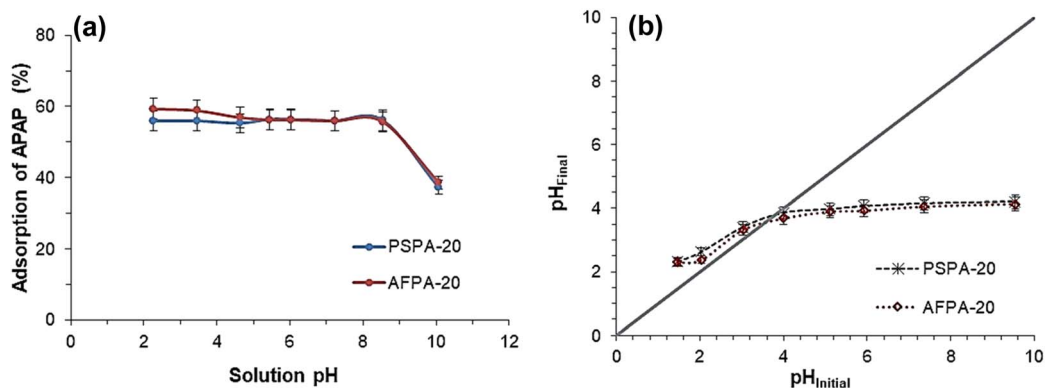 (a)
80
60
40
20
0
0 2 4 6 8 10 12
Adsorption of APAP (%)
Solution pH
PSPA-20
AFPA-20
(b)
10
8
6
4
2
0
0 2 4 6 8 10
pHFinal
pHInitial
PSPA-20
AFPA-20